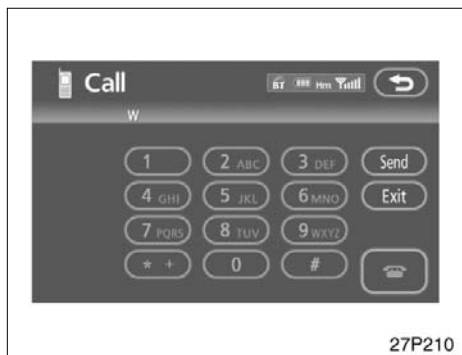 Call BT Hm
W
1 2 ABC 3 DEF Send
4 GHI 5 JKL 6 MNO Exit
7 PQRS 8 TUV 9 WXYZ
* + 0 #
27P210